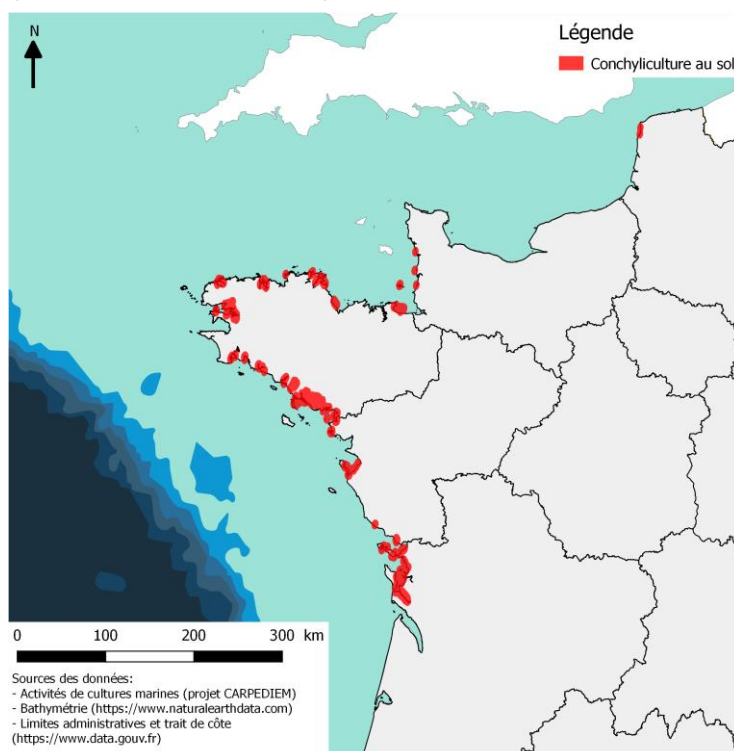 N
Légende
Conchyliculture au sol
0 100 200 300 km
Sources des données:
- Activités de cultures marines (projet CARPEDIEM)
- Bathymétrie (https://www.naturalearthdata.com)
- Limites administratives et trait de côte
(https://www.data.gouv.fr)